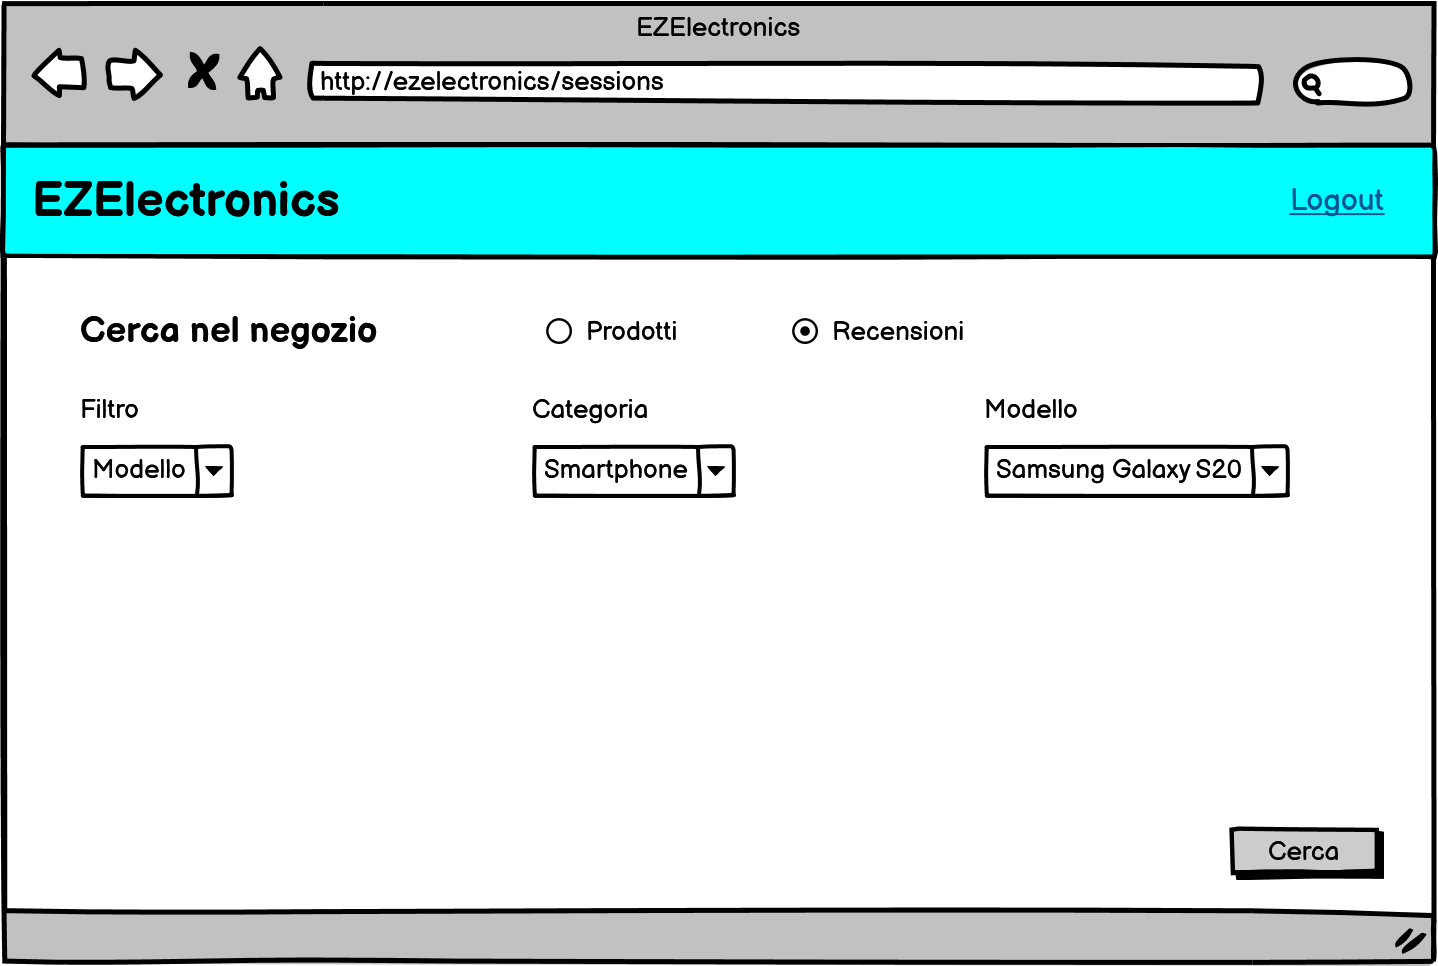 EZElectronics
http://ezelectronics/sessions
EZElectronics
Logout
Cerca nel negozio
Prodotti
Recensioni
Filtro
Categoria
Modello
Modello
Smartphone
Samsung Galaxy S20
Cerca